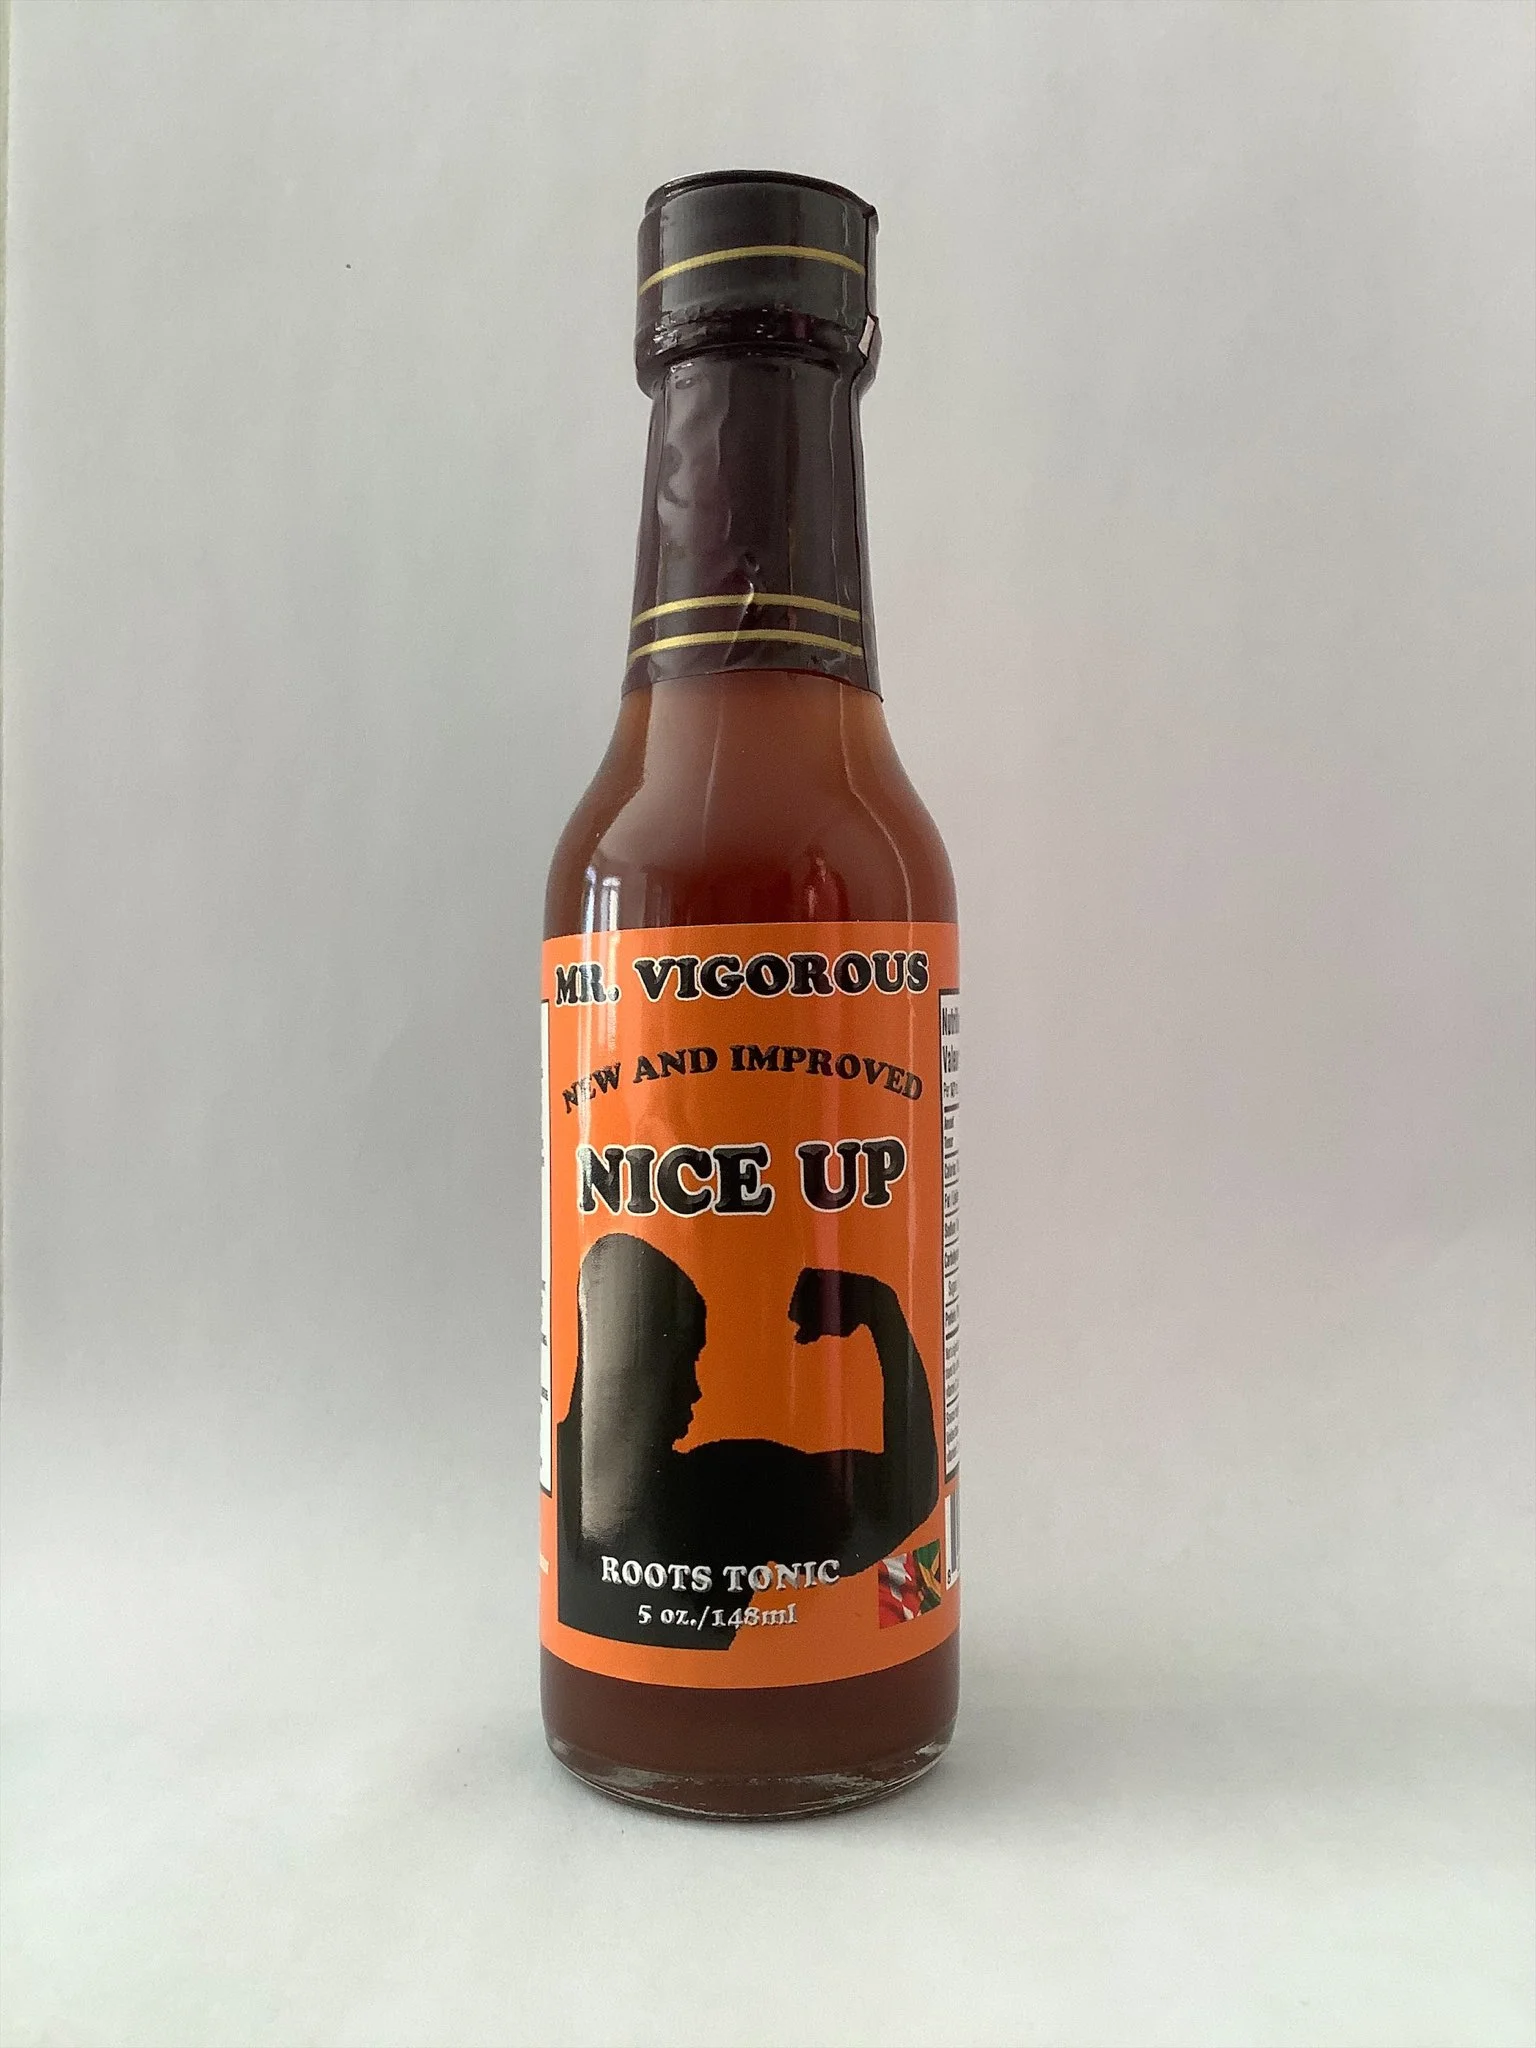 MR. VIGOROUS
NEW AND IMPROVED
NICE UP
ROOTS TONIC
5 oz./148ml